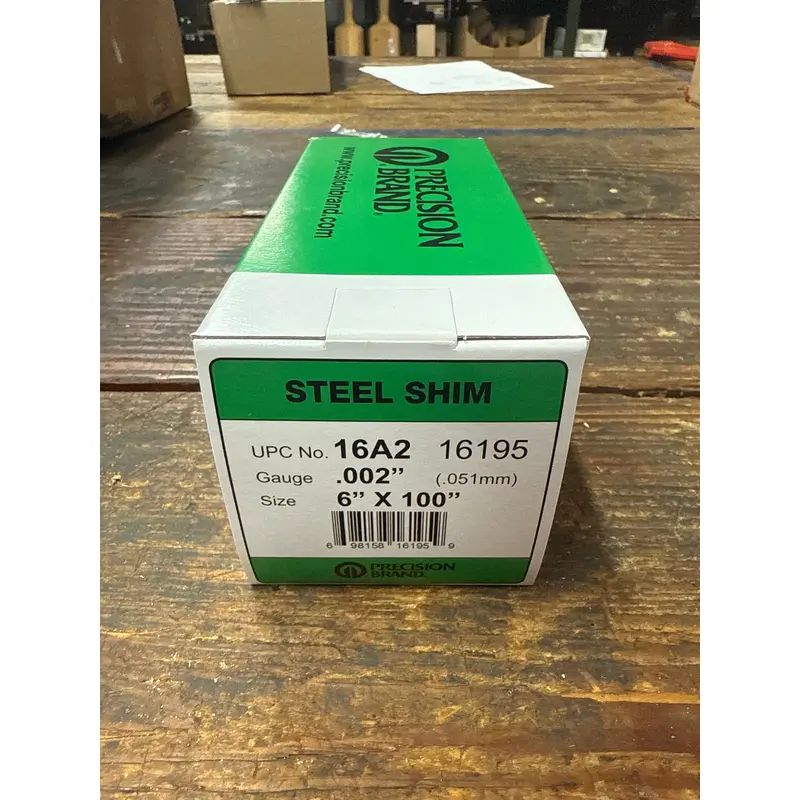 PRECISION
BRAND®
www.precisionbrand.com
STEEL SHIM
UPC No. 16A2 16195
Gauge .002” (.051mm)
Size 6” X 100”
6 98158 16195 9
PRECISION
BRAND®